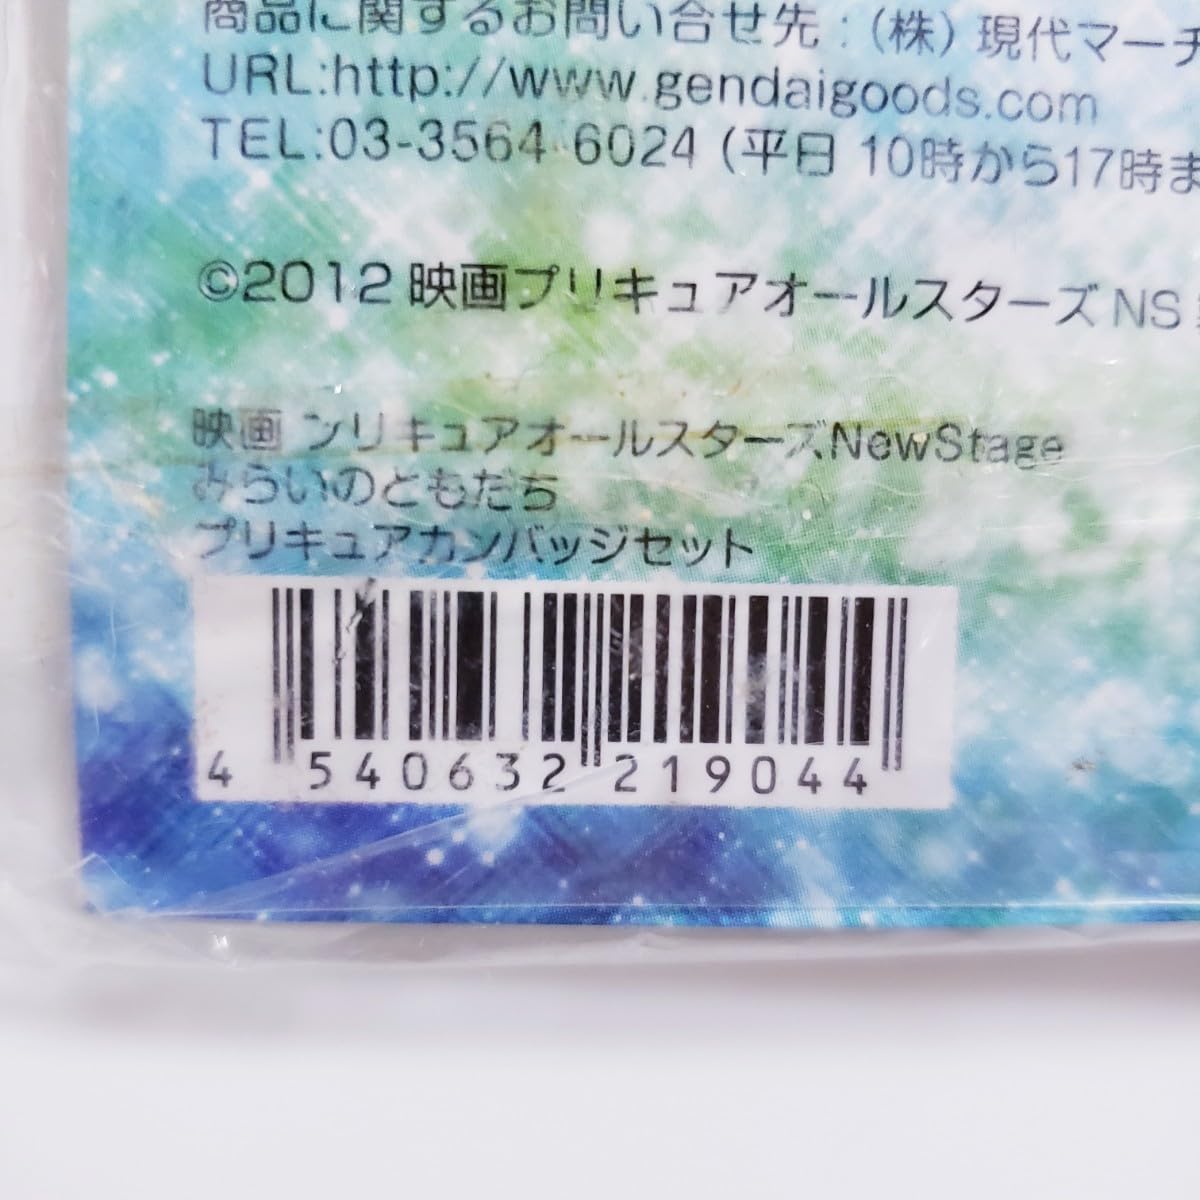 商品に関するお問い合せ先：(株)現代マーチ
URL:http://www.gendaigoods.com
TEL:03-3564-6024 (平日 10時から17時ま
©2012 映画プリキュアオールスターズNS
映画 プリキュアオールスターズNewStage
みらいのともだち
プリキュアカンバッジセット
4 540632 219044